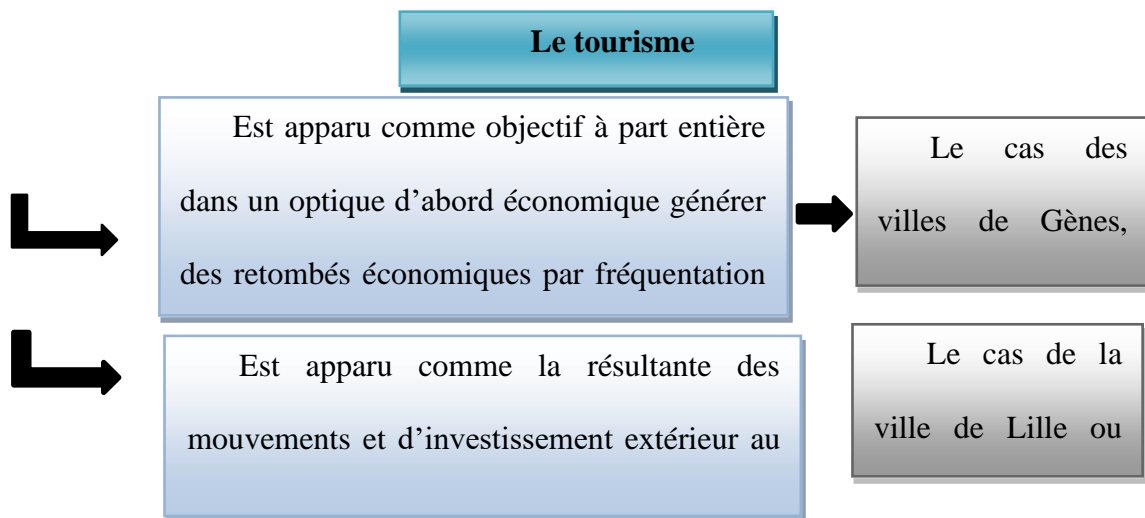 Le tourisme
Est apparu comme objectif à part entière
dans un optique d’abord économique générer
des retombés économiques par fréquentation
Le cas des
villes de Gènes,
Est apparu comme la résultante des
mouvements et d’investissement extérieur au
Le cas de la
ville de Lille ou